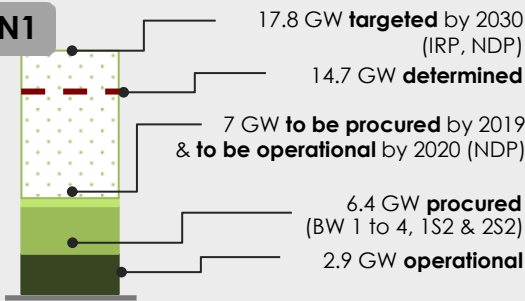 N1
17.8 GW targeted by 2030
(IRP, NDP)
14.7 GW determined
7 GW to be procured by 2019
& to be operational by 2020 (NDP)
6.4 GW procured
(BW 1 to 4, 1S2 & 2S2)
2.9 GW operational